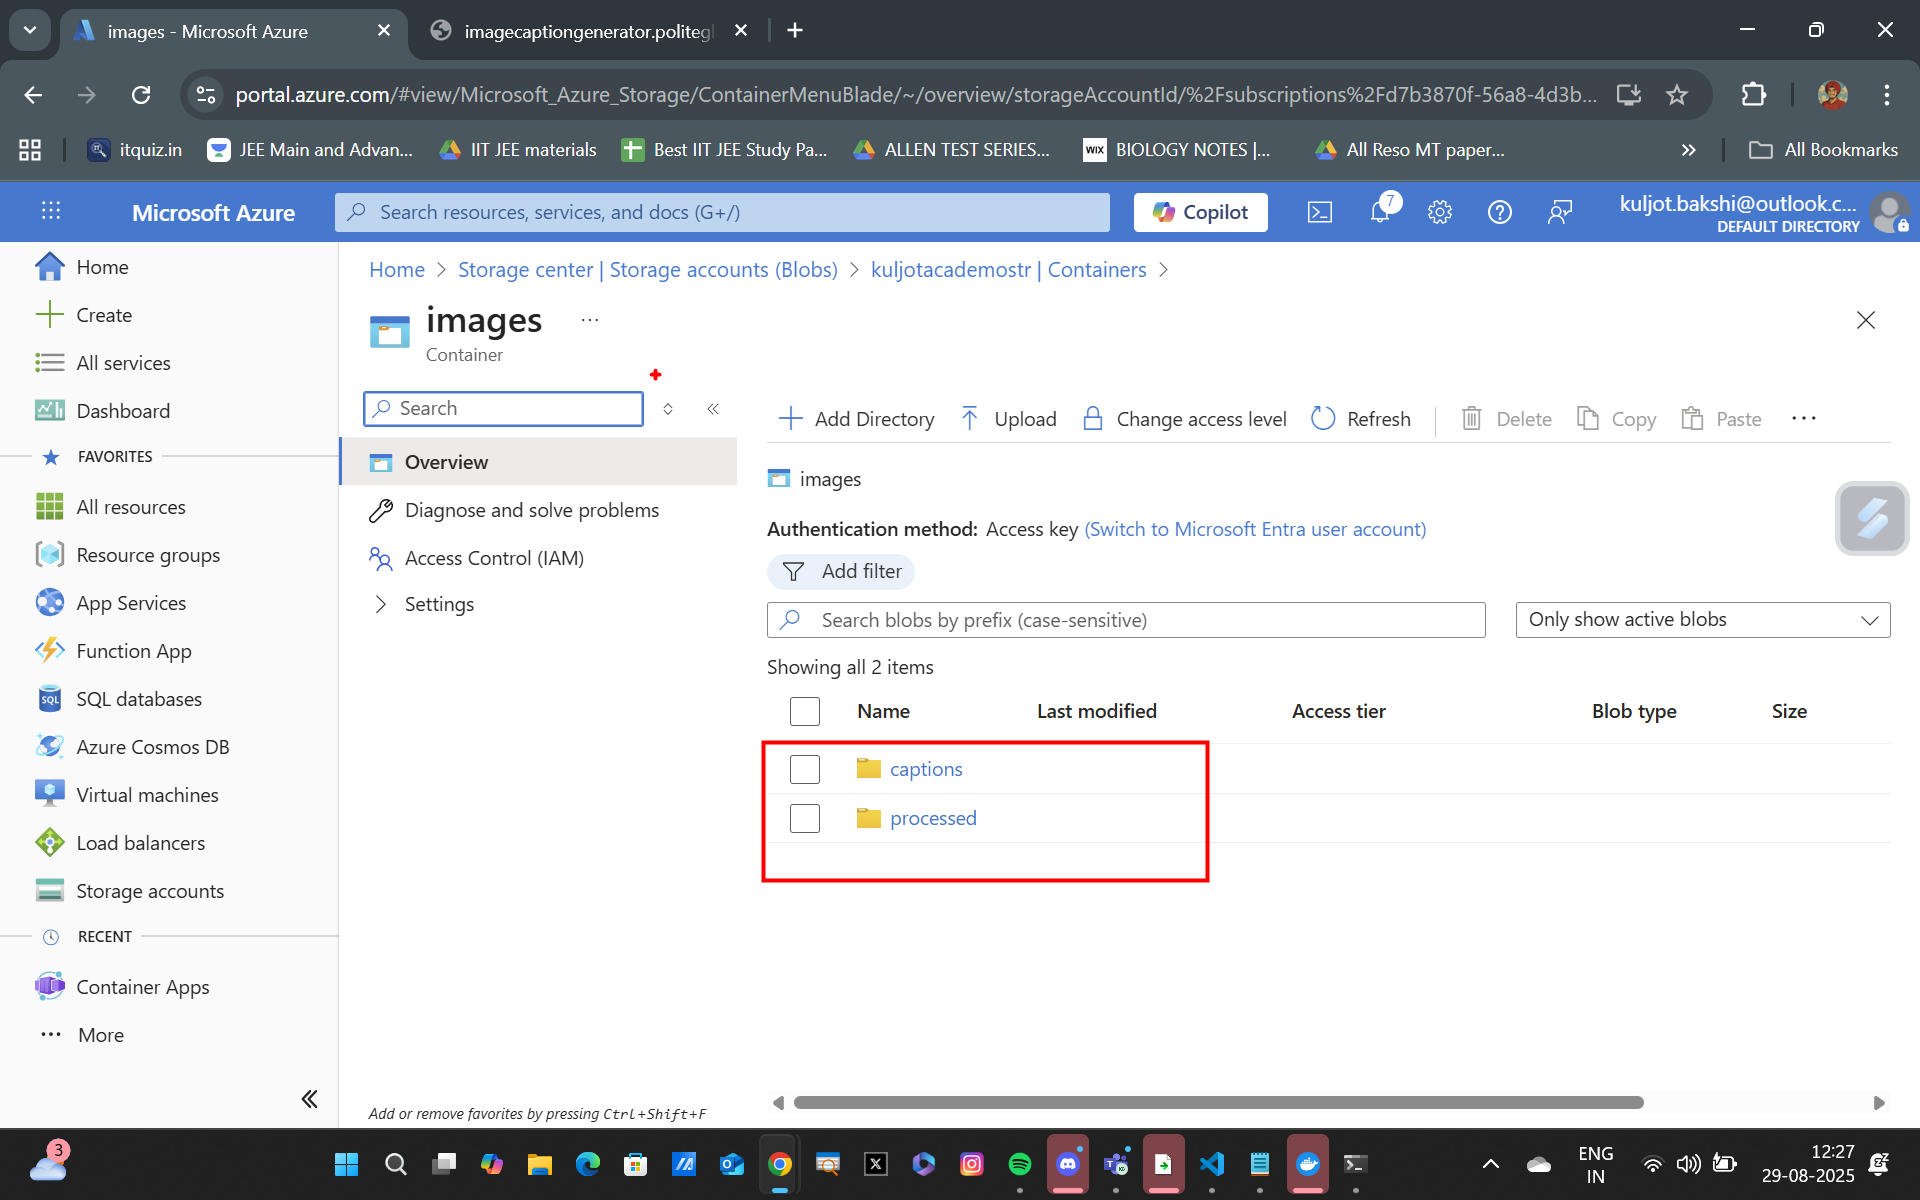 images - Microsoft Azure
imagecaptiongenerator.politegl
portal.azure.com/#view/Microsoft_Azure_Storage/ContainerMenuBlade/~/overview/storageAccountId/%2Fsubscriptions%2Fd7b3870f-56a8-4d3b...
itquiz.in
JEE Main and Advan...
IIT JEE materials
Best IIT JEE Study Pa...
ALLEN TEST SERIES...
WIX BIOLOGY NOTES |...
All Reso MT paper...
All Bookmarks
Microsoft Azure
Search resources, services, and docs (G+/)
Copilot
7
kuljot.bakshi@outlook.c...
DEFAULT DIRECTORY
Home
Create
All services
Dashboard
FAVORITES
All resources
Resource groups
App Services
Function App
SQL SQL databases
Azure Cosmos DB
Virtual machines
Load balancers
Storage accounts
RECENT
Container Apps
More
Home > Storage center | Storage accounts (Blobs) > kuljotacademostr | Containers >
images
Container
Search
Overview
Diagnose and solve problems
Access Control (IAM)
Settings
Add or remove favorites by pressing Ctrl+Shift+F
Add Directory
Upload
Change access level
Refresh
Delete
Copy
Paste
images
Authentication method: Access key (Switch to Microsoft Entra user account)
Add filter
Search blobs by prefix (case-sensitive)
Only show active blobs
Showing all 2 items
Name Last modified Access tier Blob type Size
captions
processed
3
ENG
IN
12:27
29-08-2025